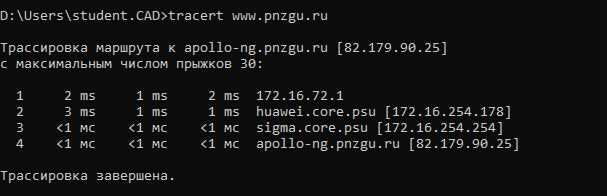 D:\Users\student.CAD>tracert www.pnzgu.ru
Трассировка маршрута к apollo-ng.pnzgu.ru [82.179.90.25]
с максимальным числом прыжков 30:
1 2 ms 1 ms 2 ms 172.16.72.1
2 3 ms 1 ms 1 ms huawei.core.psu [172.16.254.178]
3 <1 мс <1 мс <1 мс sigma.core.psu [172.16.254.254]
4 <1 мс <1 мс <1 мс apollo-ng.pnzgu.ru [82.179.90.25]
Трассировка завершена.